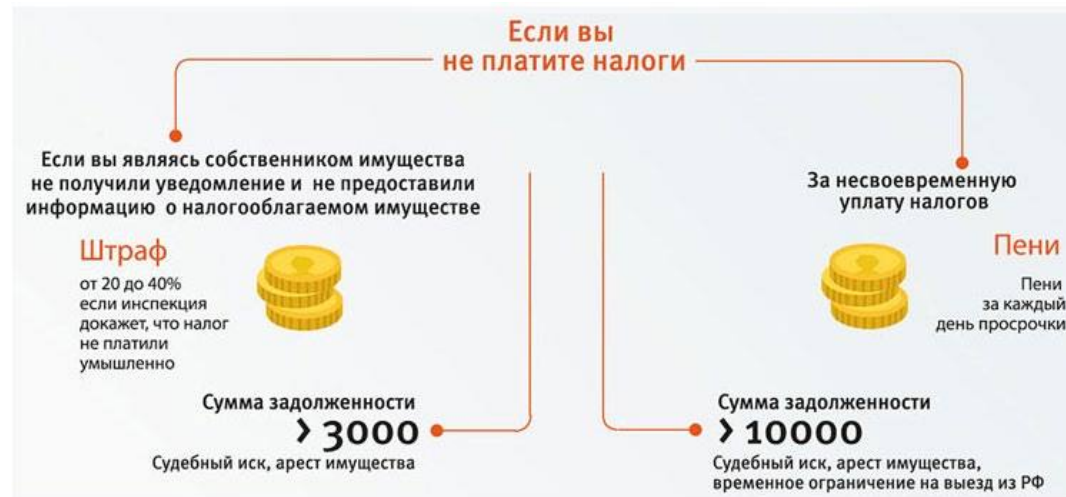 Если вы
не платите налоги
Если вы являясь собственником имущества
не получили уведомление и не предоставили
информацию о налогооблагаемом имуществе
Штраф
от 20 до 40%
если инспекция
докажет, что налог
не платили
умышленно
За несвоевременную
уплату налогов
Пени
Пени
за каждый
день просрочки
Сумма задолженности
> 3000
Судебный иск, арест имущества
Сумма задолженности
> 10000
Судебный иск, арест имущества,
временное ограничение на выезд из РФ